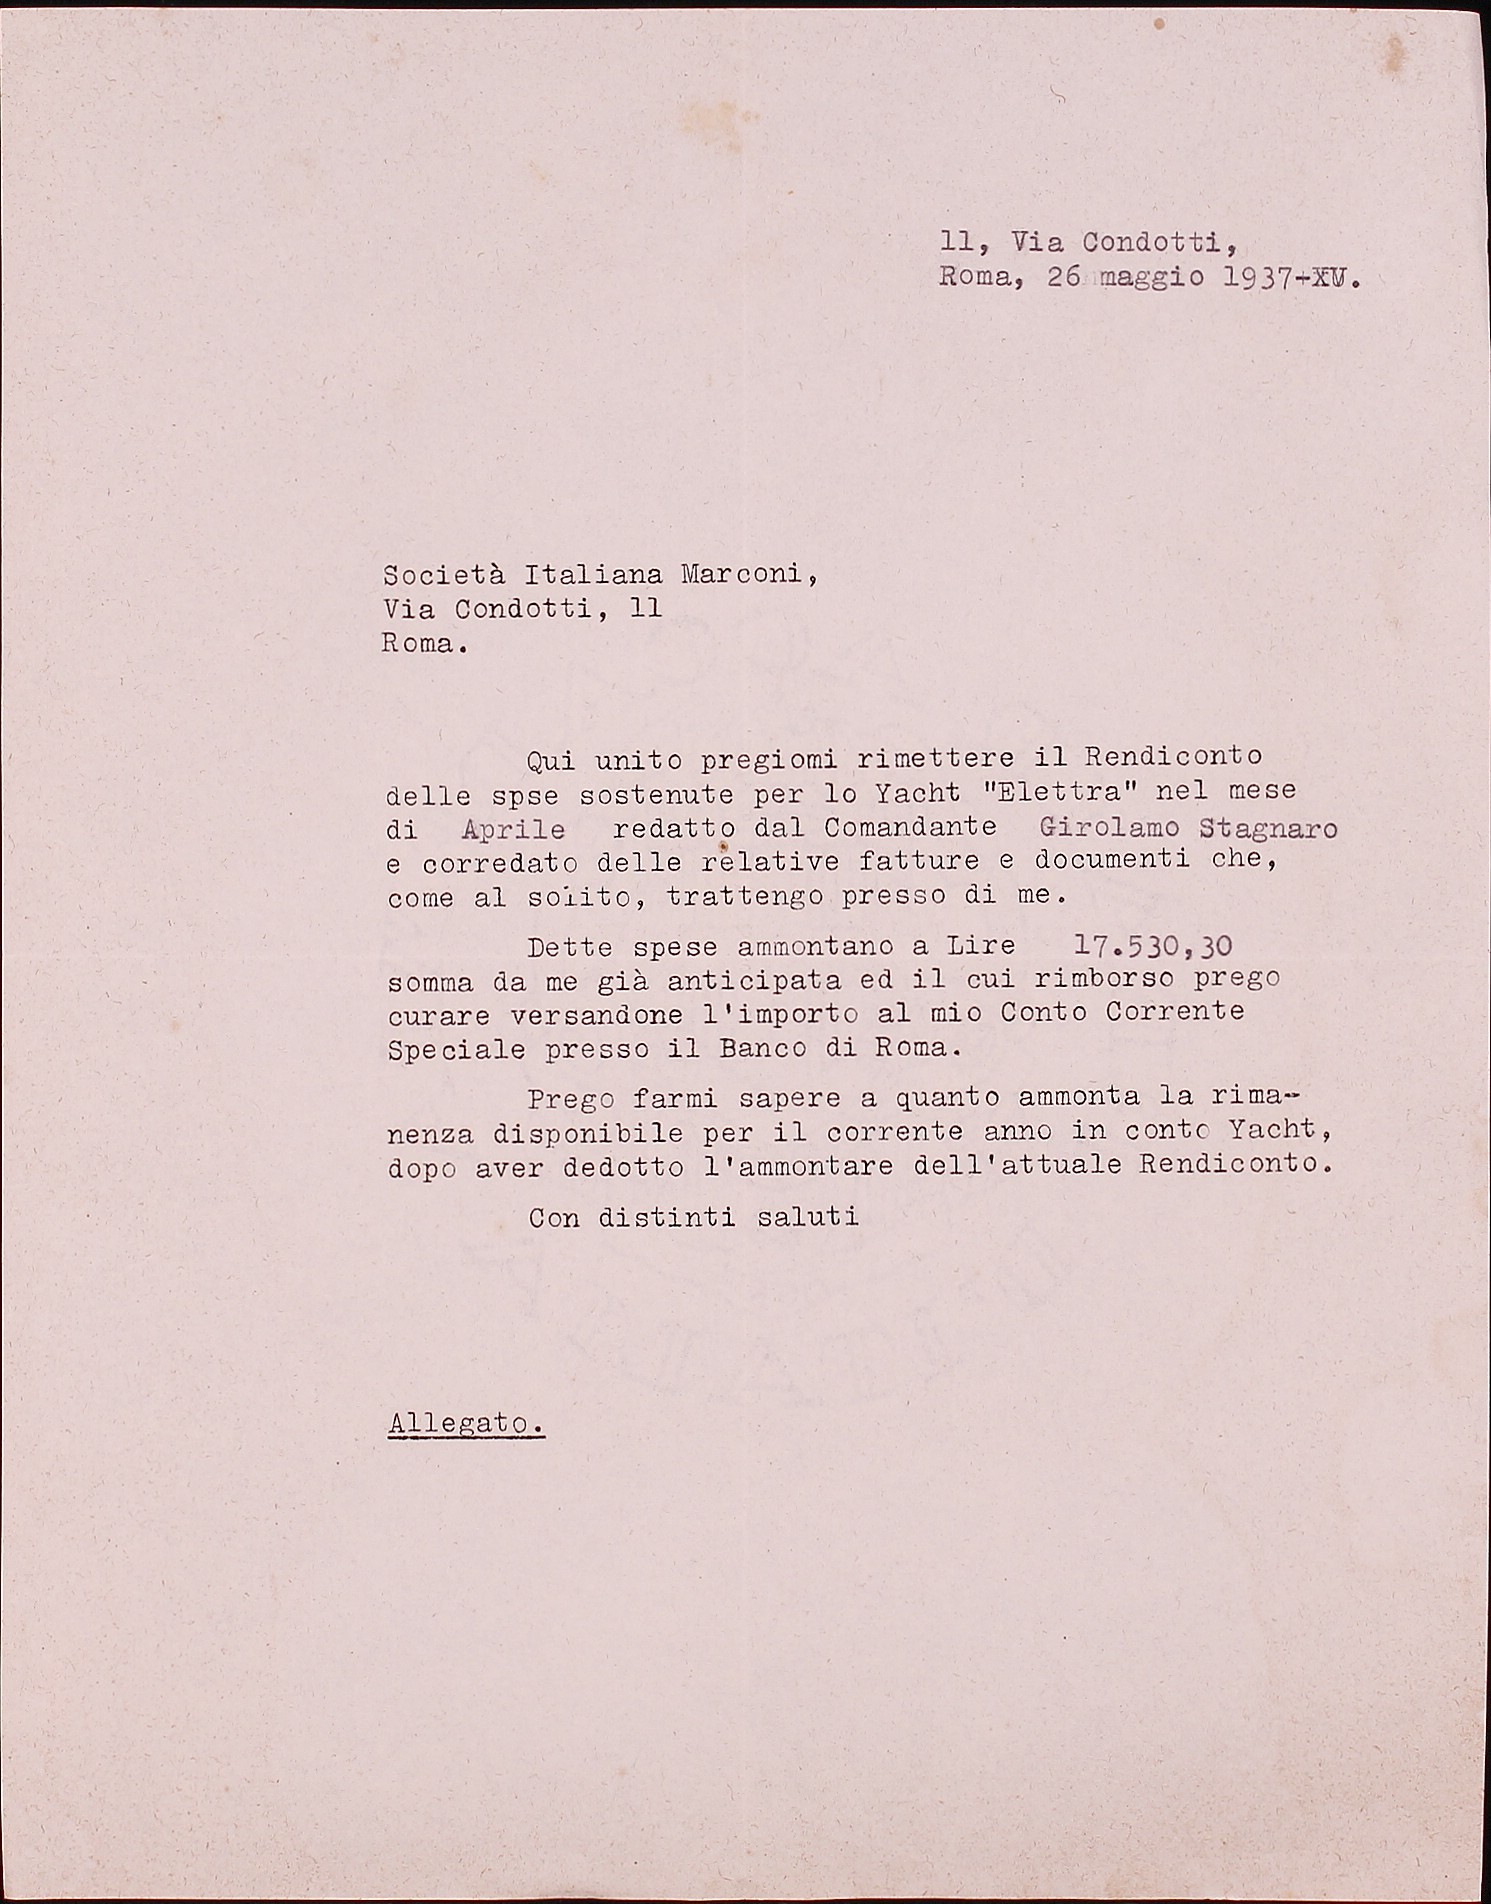 11, Via Condotti,
Roma, 26 maggio 1937-XV.
Società Italiana Marconi,
Via Condotti, 11
Roma.
Qui unito pregiomi rimettere il Rendiconto
delle spse sostenute per lo Yacht "Elettra" nel mese
di Aprile redatto dal Comandante Girolamo Stagnaro
e corredato delle relative fatture e documenti che,
come al solito, trattengo presso di me.
Dette spese ammontano a Lire 17.530,30
somma da me già anticipata ed il cui rimborso prego
curare versandone l'importo al mio Conto Corrente
Speciale presso il Banco di Roma.
Prego farmi sapere a quanto ammonta la rima-
nenza disponibile per il corrente anno in conto Yacht,
dopo aver dedotto l'ammontare dell'attuale Rendiconto.
Con distinti saluti
Allegato.